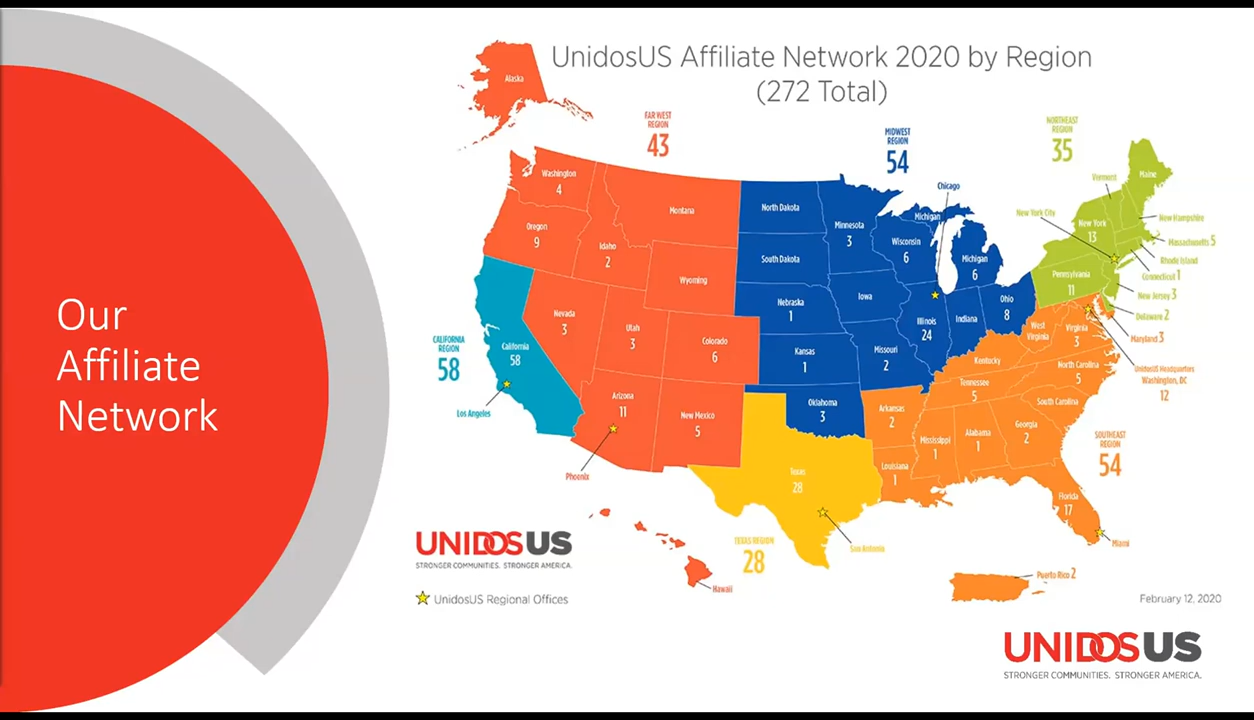 Our
Affiliate
Network
UnidosUS Affiliate Network 2020 by Region
(272 Total)
Alaska
FAR WEST
REGION
43
MIDWEST
REGION
54
NORTHEAST
REGION
35
Washington
4
Oregon
9
Idaho
2
Montana
Wyoming
Nevada
3
Utah
3
Colorado
6
Arizona
11
New Mexico
5
Phoenix
Hawaii
CALIFORNIA
REGION
58
California
58
Los Angeles
North Dakota
South Dakota
Nebraska
1
Kansas
1
Oklahoma
3
Minnesota
3
Iowa
Missouri
2
Wisconsin
6
Illinois
24
Chicago
Michigan
Michigan
6
Indiana
Ohio
8
Maine
Vermont
New Hampshire
New York City
New York
13
Massachusetts 5
Rhode Island
Connecticut 1
Pennsylvania
11
New Jersey 3
Delaware 2
Maryland 3
UnidosUS Headquarters
Washington, DC
12
West
Virginia
Virginia
3
Kentucky
North Carolina
5
Tennessee
5
South Carolina
Arkansas
2
Mississippi
1
Alabama
1
Georgia
2
Louisiana
1
Florida
17
Miami
SOUTHEAST
REGION
54
Texas
28
San Antonio
TEXAS REGION
28
Puerto Rico 2
UNIDOSUS
STRONGER COMMUNITIES. STRONGER AMERICA.
UnidosUS Regional Offices
February 12, 2020
UNIDOSUS
STRONGER COMMUNITIES. STRONGER AMERICA.